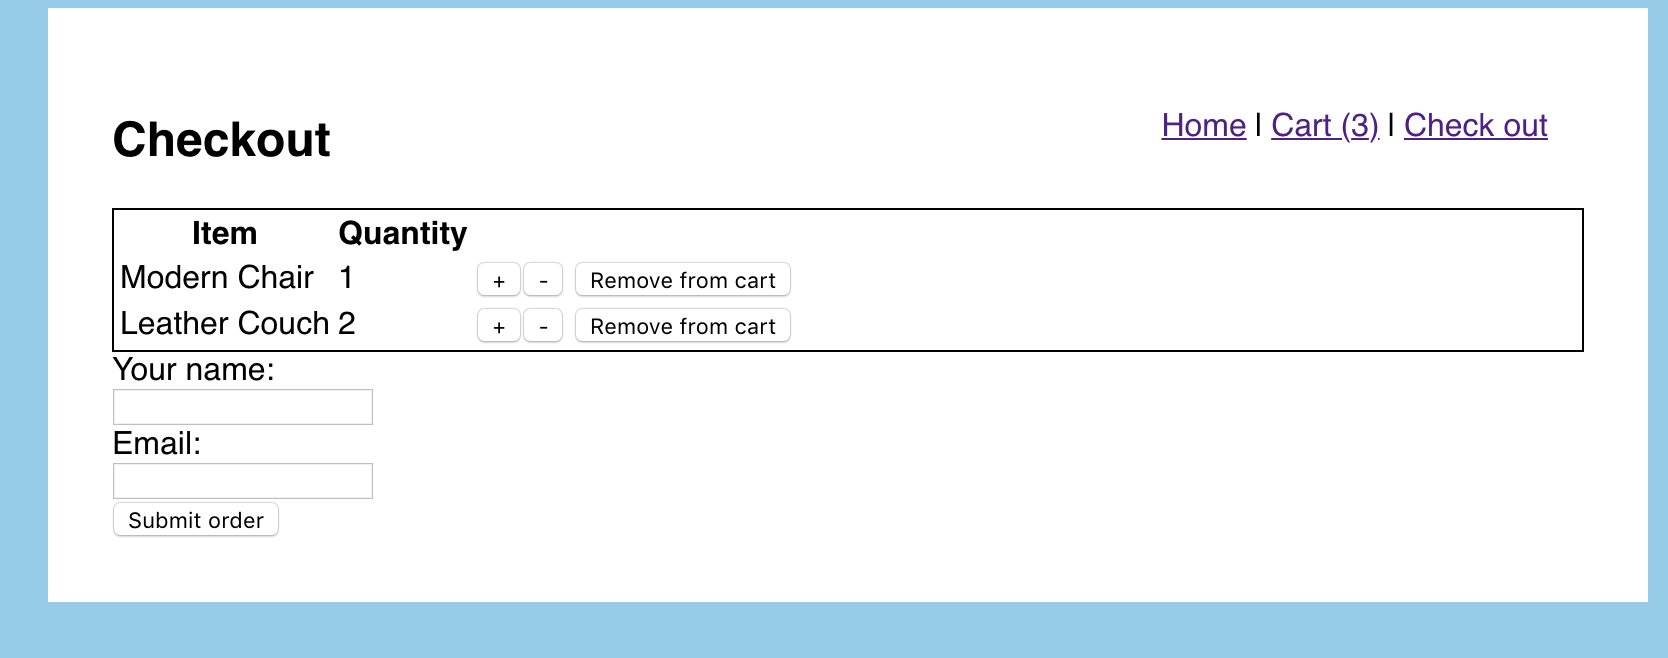 Checkout
Home | Cart (3) | Check out
Item Quantity
Modern Chair 1 + - Remove from cart
Leather Couch 2 + - Remove from cart
Your name:
Email:
Submit order